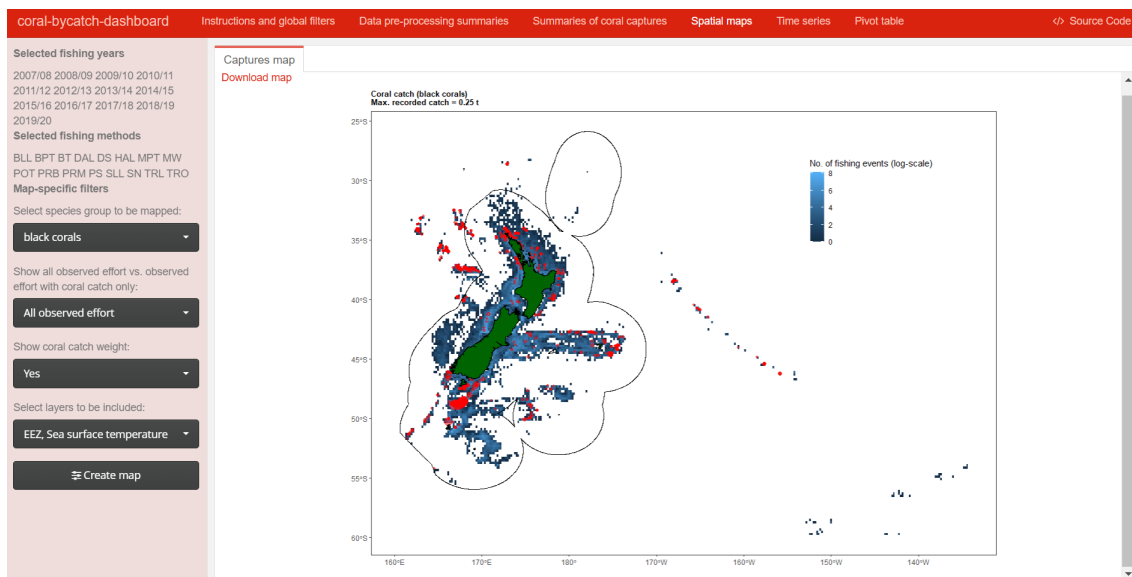 coral-bycatch-dashboard
Instructions and global filters
Data pre-processing summaries
Summaries of coral captures
Spatial maps
Time series
Pivot table
</> Source Code
Selected fishing years
2007/08 2008/09 2009/10 2010/11
2011/12 2012/13 2013/14 2014/15
2015/16 2016/17 2017/18 2018/19
2019/20
Selected fishing methods
BLL BPT BT DAL DS HAL MPT MW
POT PRB PRM PS SLL SN TRL TRO
Map-specific filters
Select species group to be mapped:
black corals
Show all observed effort vs. observed
effort with coral catch only:
All observed effort
Show coral catch weight:
Yes
Select layers to be included:
EEZ, Sea surface temperature
Create map
Captures map
Download map
Coral catch (black corals)
Max. recorded catch = 0.25 t
25°S
30°S
35°S
40°S
45°S
50°S
55°S
60°S
No. of fishing events (log-scale)
8
6
4
2
0
160°E
170°E
180°
170°W
160°W
150°W
140°W